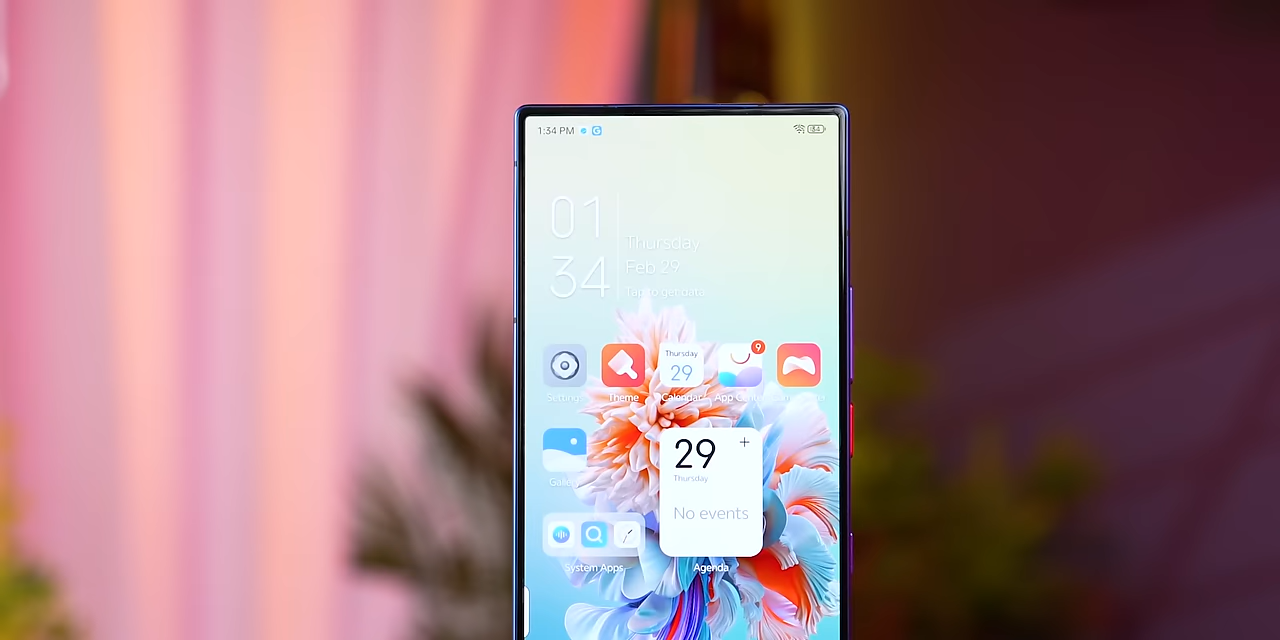 1:34 PM
01
34
Thursday
Feb 29
Tap to get data
Thursday
29
9
Settings
Theme
Calendar
App
29
+
Thursday
No events
Gallery
System Apps
Agenda